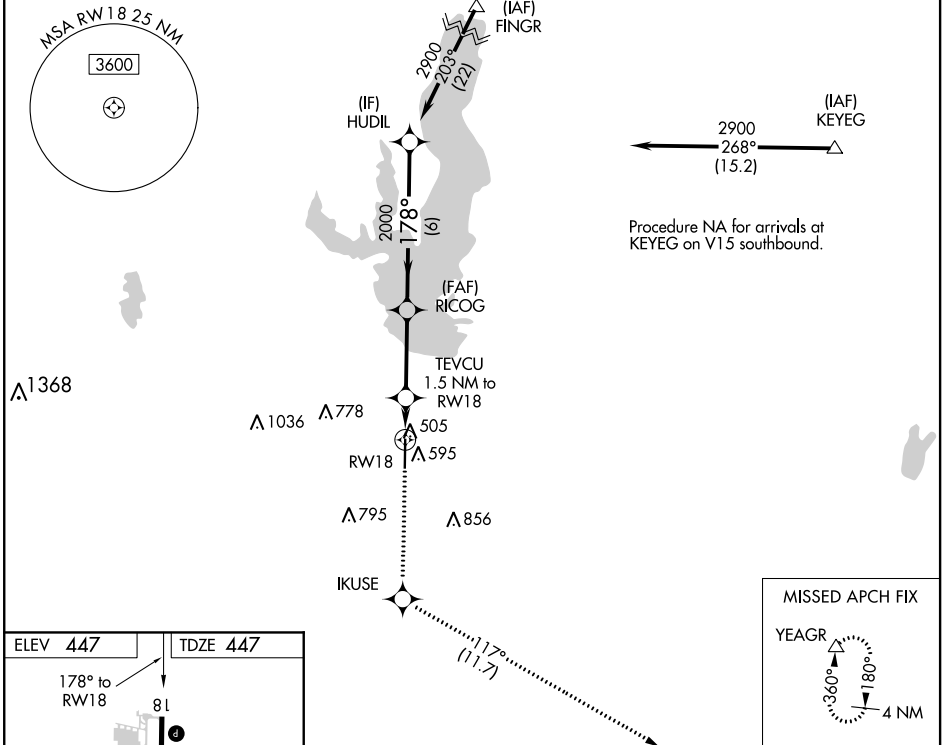 MSA RW18 25 NM
3600
(IAF)
FINGR
2900
203°
(22)
(IF)
HUDIL
2000
178°
(6)
(IAF)
KEYEG
2900
268°
(15.2)
Procedure NA for arrivals at
KEYEG on V15 southbound.
(FAF)
RICOG
TEVCU
1.5 NM to
RW18
1368
1036
778
505
595
RW18
795
856
IKUSE
117°
(11.7)
MISSED APCH FIX
YEAGR
360°
180°
4 NM
ELEV 447
TDZE 447
178° to
RW18
18
P